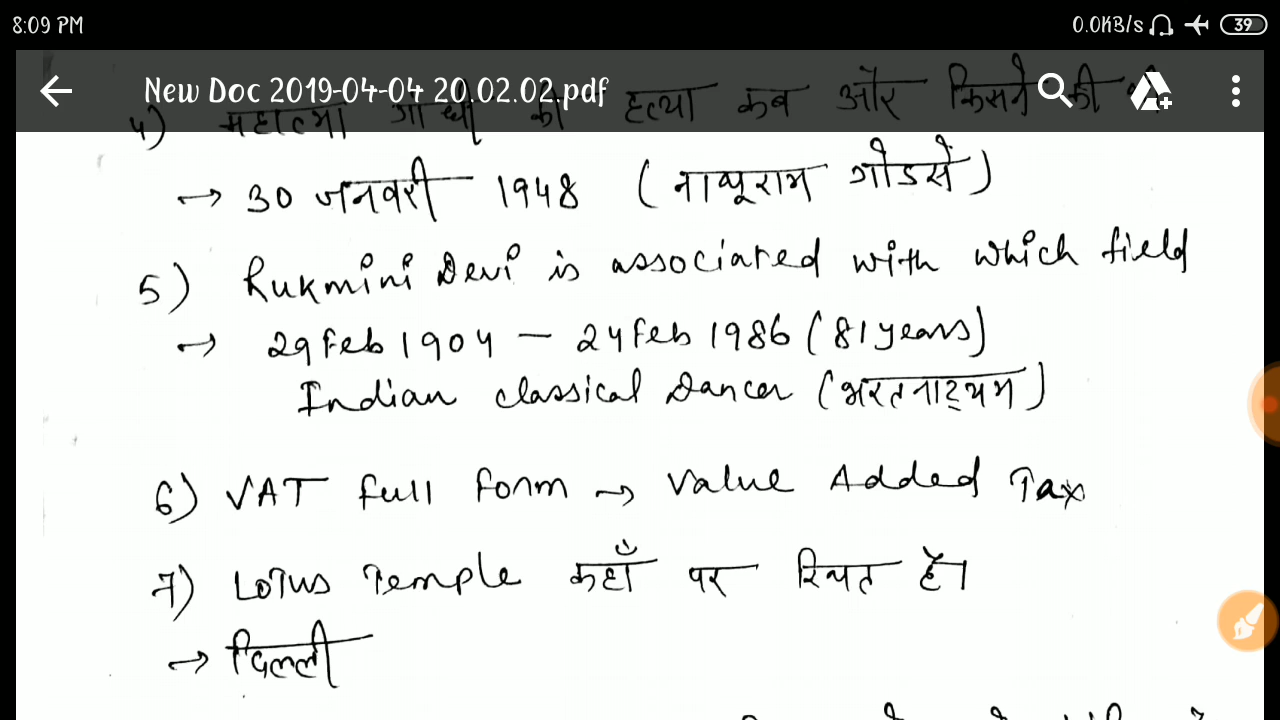 8:09 PM 0.0KB/s 39
New Doc 2019-04-04 20.02.02.pdf
4) महात्मा गांधी की हत्या कब और किसने की
→ 30 जनवरी 1948 (नाथूराम गोडसे)
5) Rukmini Devi is associated with which field
→ 29 Feb 1904 – 24 Feb 1986 (81 years)
Indian classical Dancer (भरतनाट्यम)
6) VAT full form → Value Added Tax
7) Lotus Temple कहाँ पर स्थित है।
→ दिल्ली